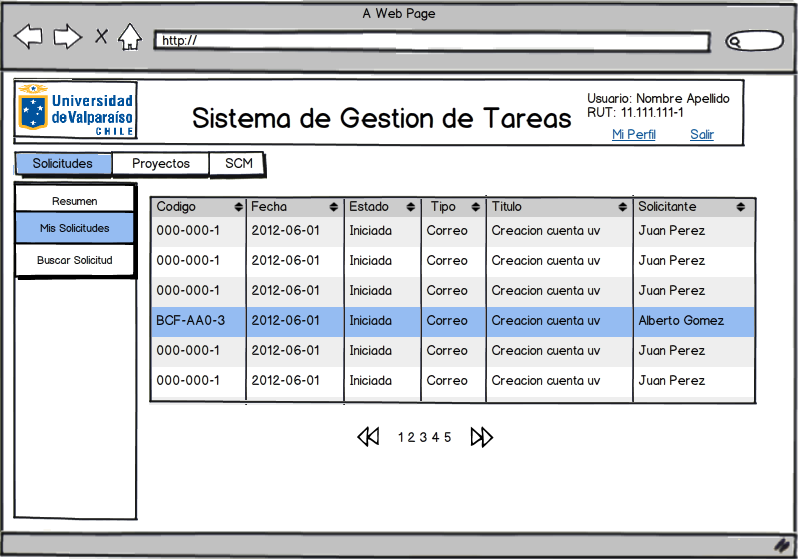 A Web Page
http://
Universidad
de Valparaíso
CHILE
Sistema de Gestion de Tareas
Usuario: Nombre Apellido
RUT: 11.111.111-1
Mi Perfil Salir
Solicitudes Proyectos SCM
Resumen
Mis Solicitudes
Buscar Solicitud
Codigo Fecha Estado Tipo Titulo Solicitante
000-000-1 2012-06-01 Iniciada Correo Creacion cuenta uv Juan Perez
000-000-1 2012-06-01 Iniciada Correo Creacion cuenta uv Juan Perez
000-000-1 2012-06-01 Iniciada Correo Creacion cuenta uv Juan Perez
BCF-AA0-3 2012-06-01 Iniciada Correo Creacion cuenta uv Alberto Gomez
000-000-1 2012-06-01 Iniciada Correo Creacion cuenta uv Juan Perez
000-000-1 2012-06-01 Iniciada Correo Creacion cuenta uv Juan Perez
1 2 3 4 5